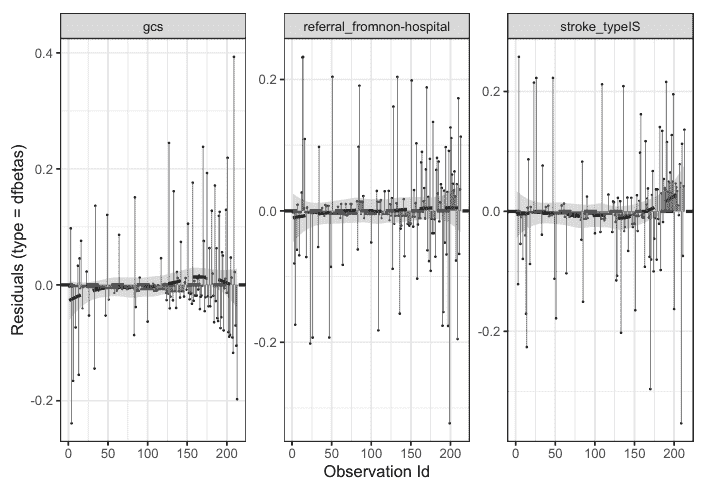 gcs
referral_fromnon-hospital
stroke_typeIS
Residuals (type = dfbetas)
0.4
0.2
0.0
-0.2
0.2
0.0
-0.2
0.2
0.0
-0.2
0 50 100 150 200
0 50 100 150 200
0 50 100 150 200
Observation Id